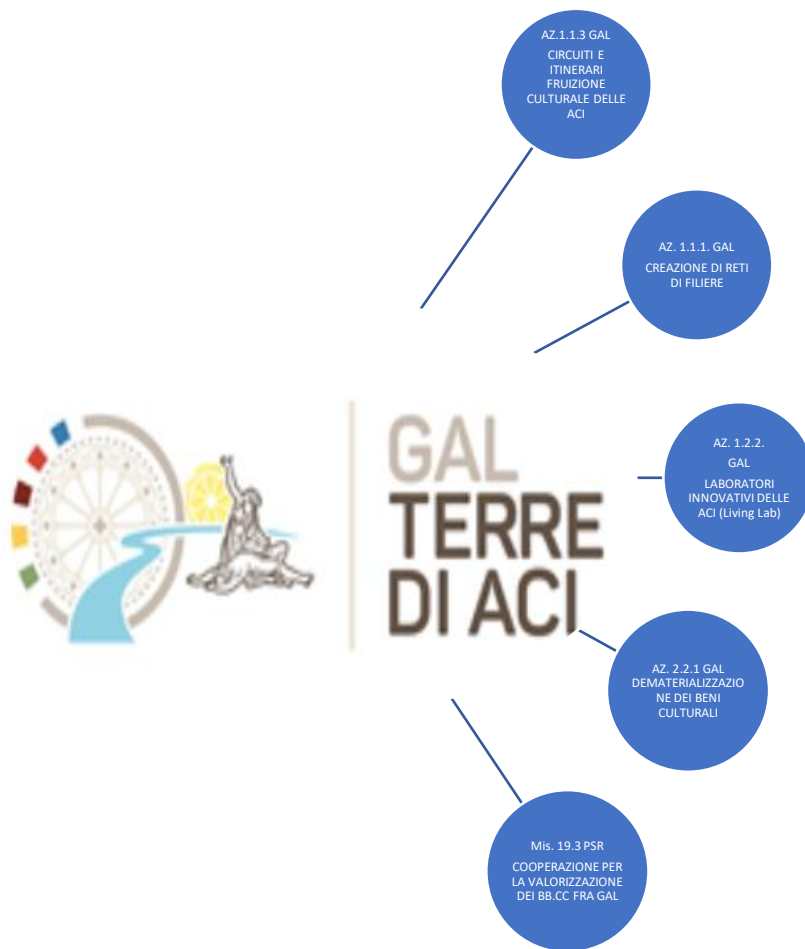 AZ.1.1.3 GAL
CIRCUITI E
ITINERARI
FRUIZIONE
CULTURALE DELLE
ACI
AZ. 1.1.1. GAL
CREAZIONE DI RETI
DI FILIERE
GAL
TERRE
DI ACI
AZ. 1.2.2.
GAL
LABORATORI
INNOVATIVI DELLE
ACI (Living Lab)
AZ. 2.2.1 GAL
DEMATERIALIZZAZIO
NE DEI BENI
CULTURALI
Mis. 19.3 PSR
COOPERAZIONE PER
LA VALORIZZAZIONE
DEI BB.CC FRA GAL